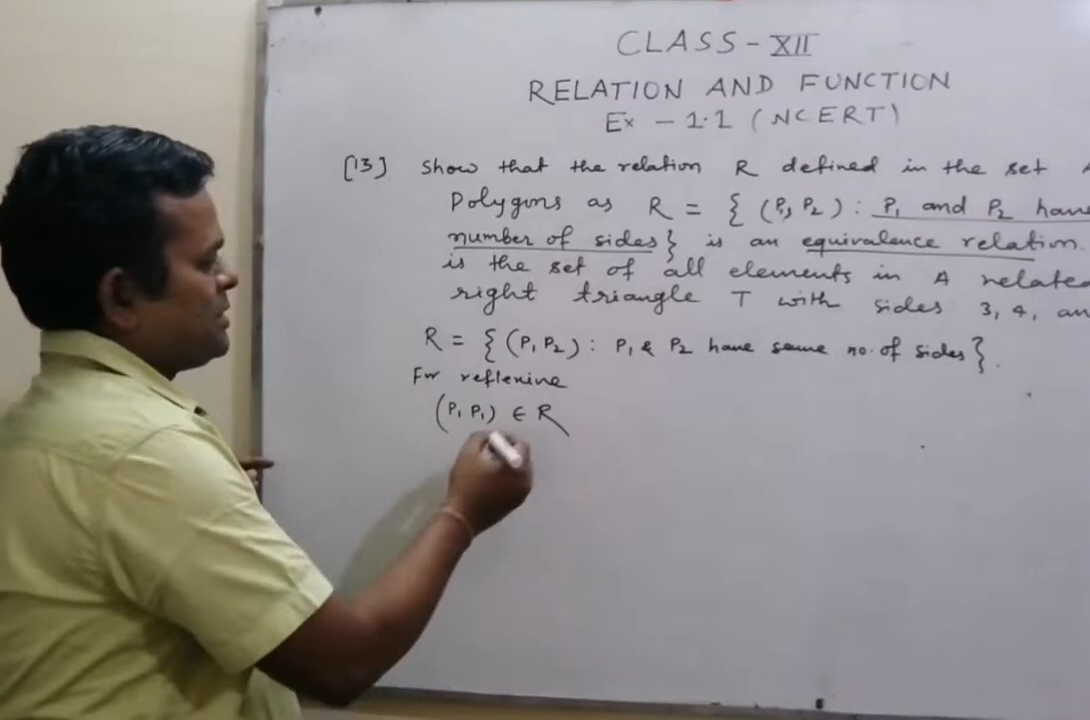 CLASS - XII
RELATION AND FUNCTION
Ex - 1.1 (NCERT)
[13] Show that the relation R defined in the set A
Polygons as R = { (P₁, P₂) : P₁ and P₂ have
number of sides} is an equivalence relation.
is the set of all elements in A related
right triangle T with sides 3, 4, an
R = { (P₁ P₂) : P₁ & P₂ have same no. of sides}.
For reflexive
(P₁ P₁) ∈ R